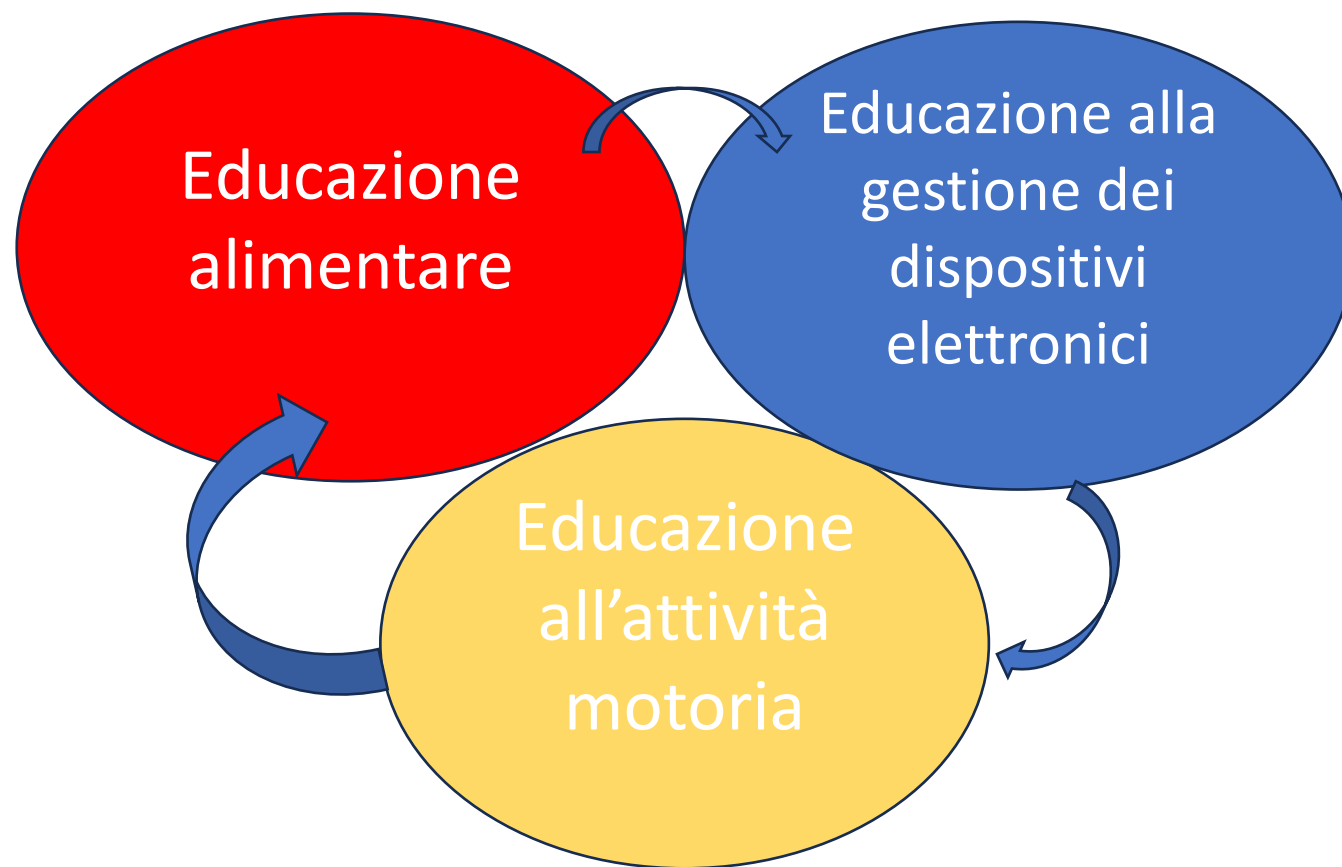 Educazione
alimentare
Educazione alla
gestione dei
dispositivi
elettronici
Educazione
all’attività
motoria